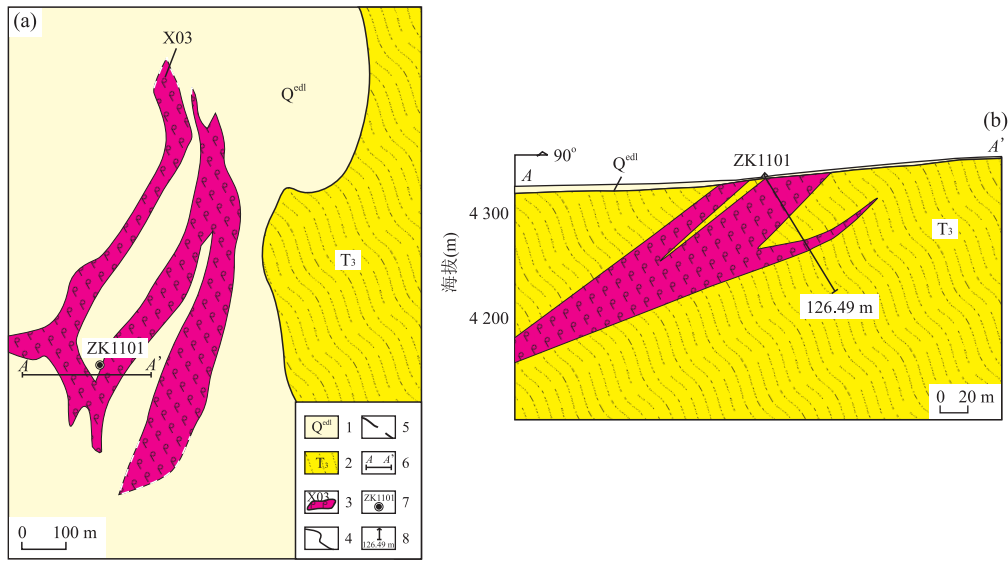 (a)
X03
Qedl
T3
ZK1101
A
A’
0 100 m
Qedl 1
T3 2
X03 3
4
5
A A’ 6
ZK1101 7
126.49 m 8
(b)
90°
A
Qedl
ZK1101
A’
4 300
T3
海拔(m)
4 200
126.49 m
0 20 m